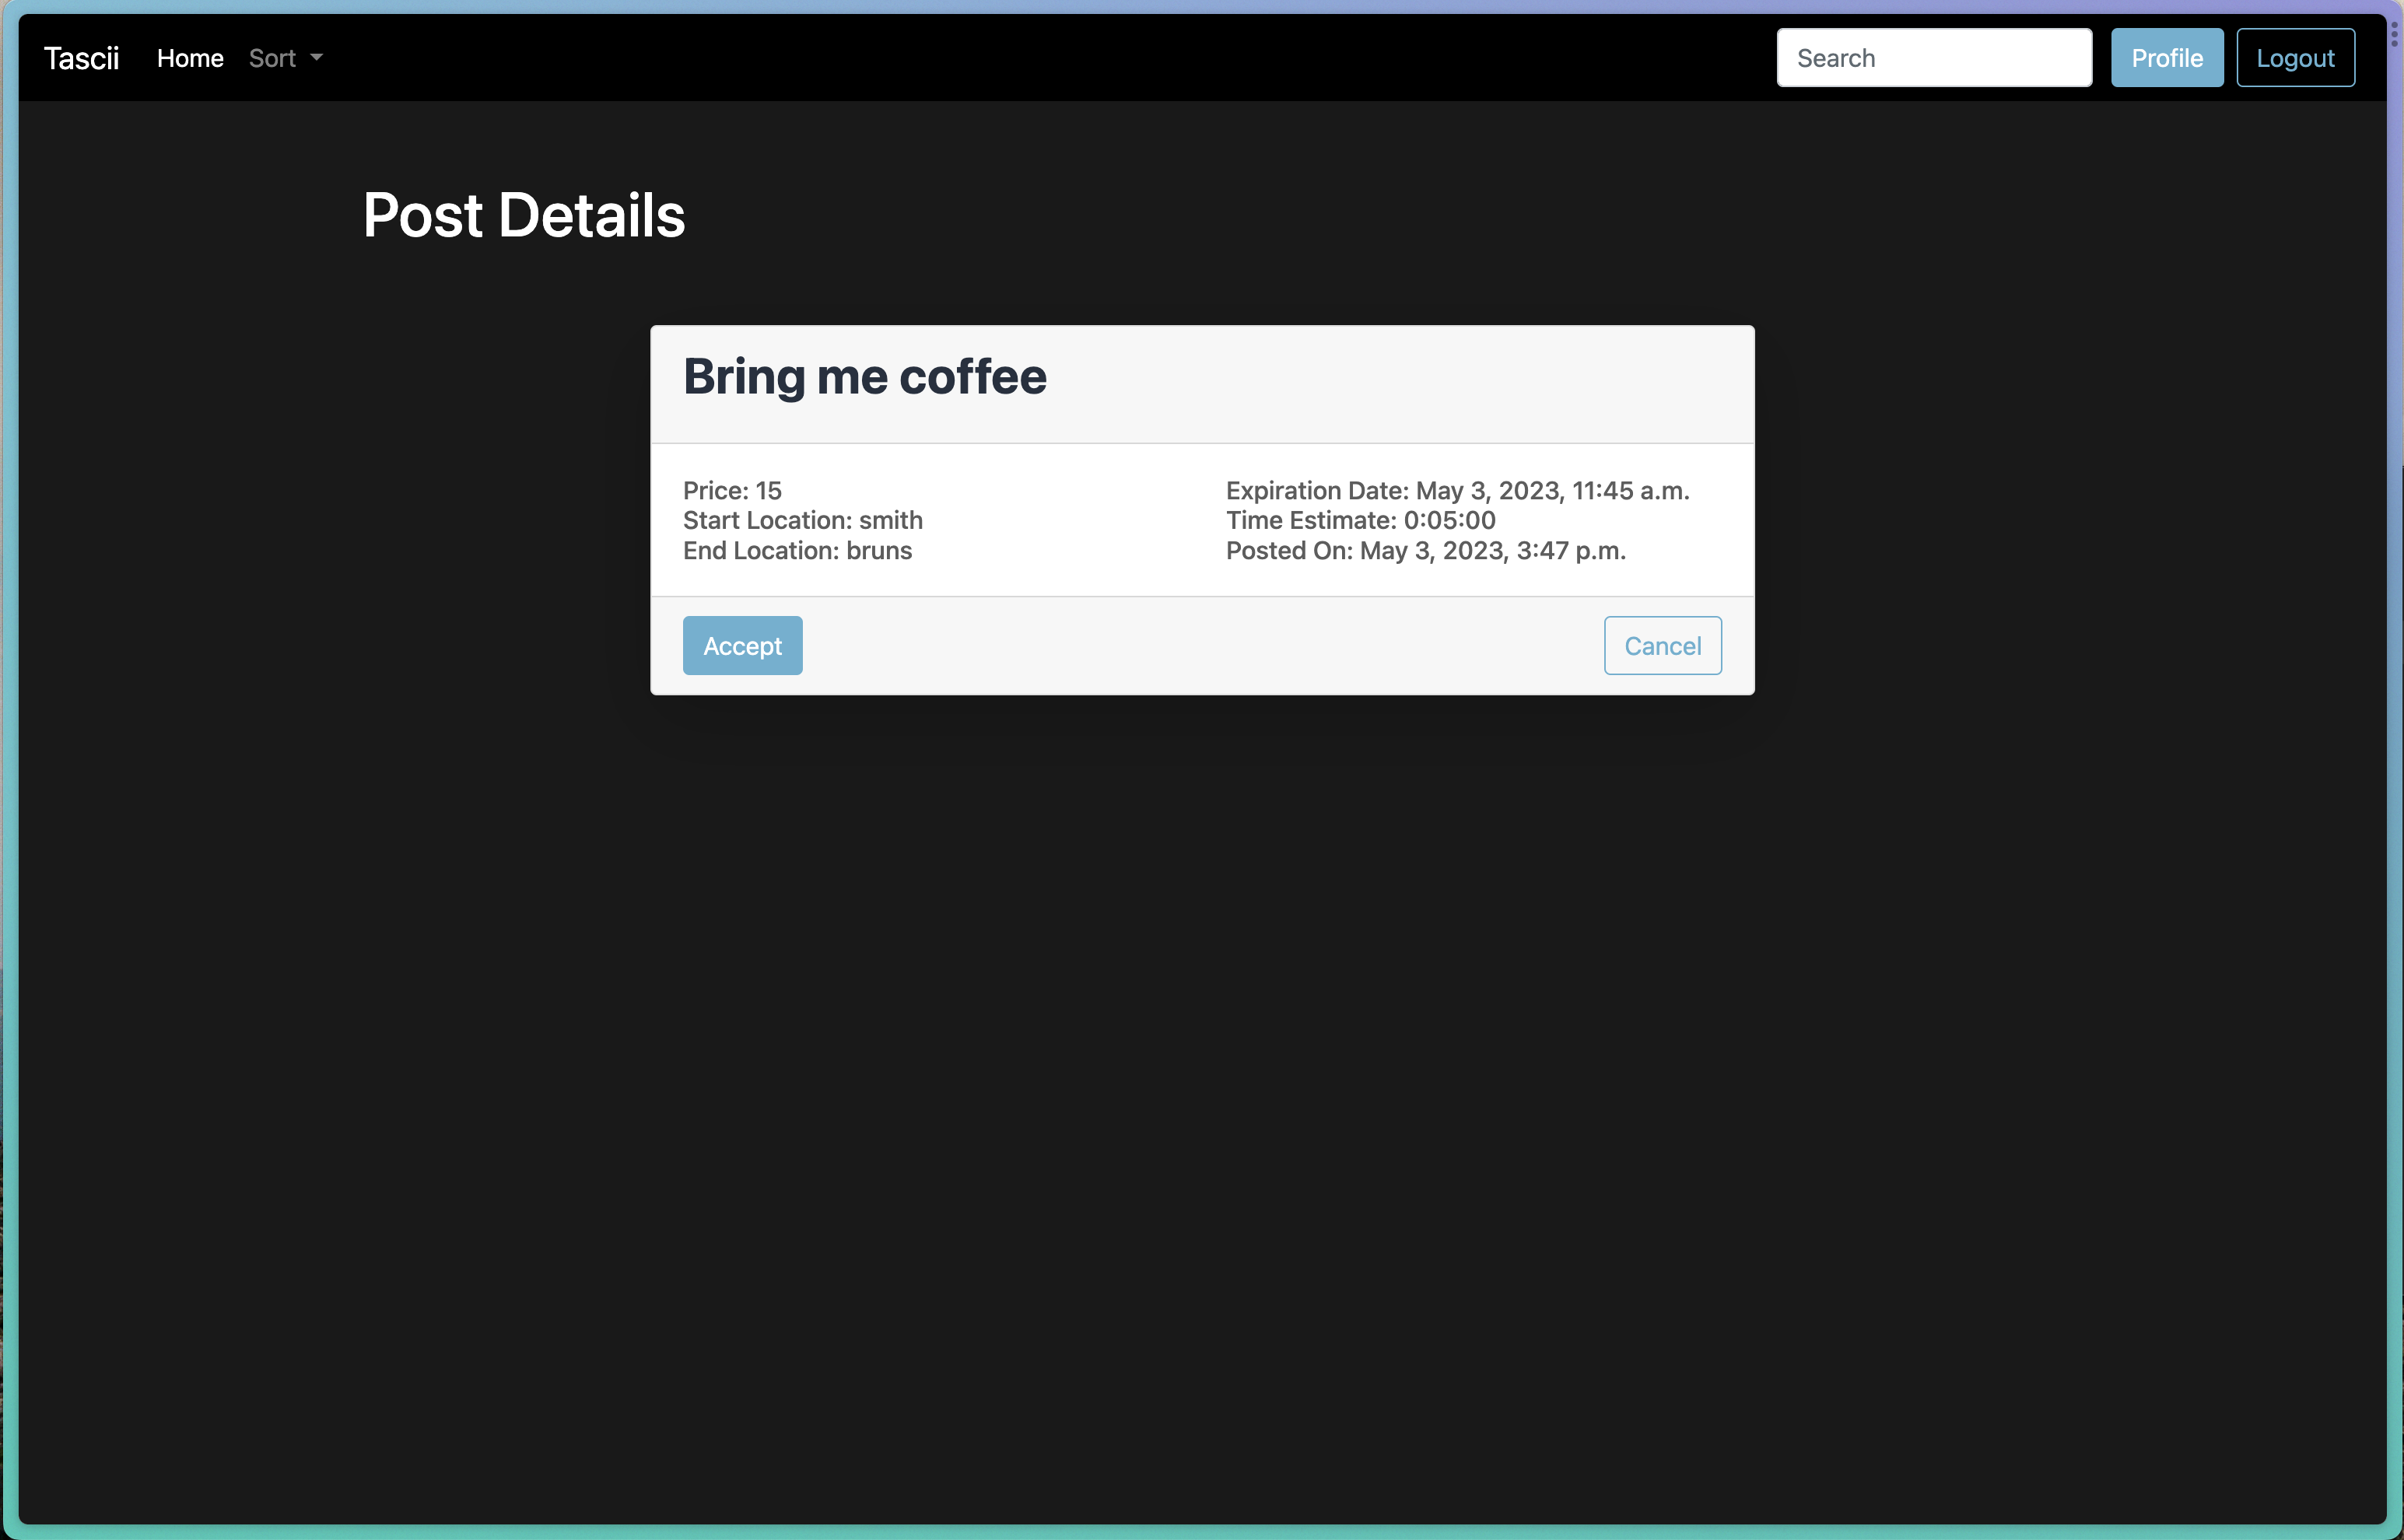 Tascii Home Sort Search Profile Logout
Post Details
Bring me coffee
Price: 15
Start Location: smith
End Location: bruns
Expiration Date: May 3, 2023, 11:45 a.m.
Time Estimate: 0:05:00
Posted On: May 3, 2023, 3:47 p.m.
Accept Cancel